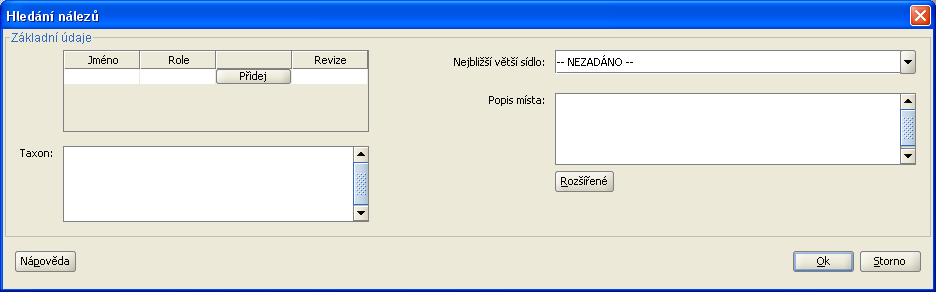 Hledání nálezů
Základní údaje
Jméno Role Revize
Přidej
Taxon:
Nejbližší větší sídlo: -- NEZADÁNO --
Popis místa:
Rozšířené
Nápověda Ok Storno